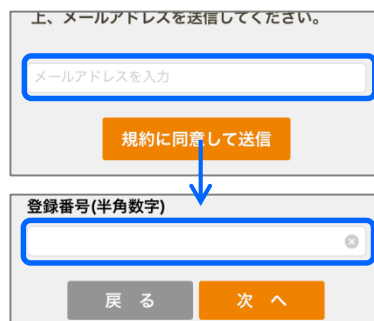 上、メールアドレスを送信してください。
メールアドレスを入力
規約に同意して送信
登録番号(半角数字)
戻 る
次 へ